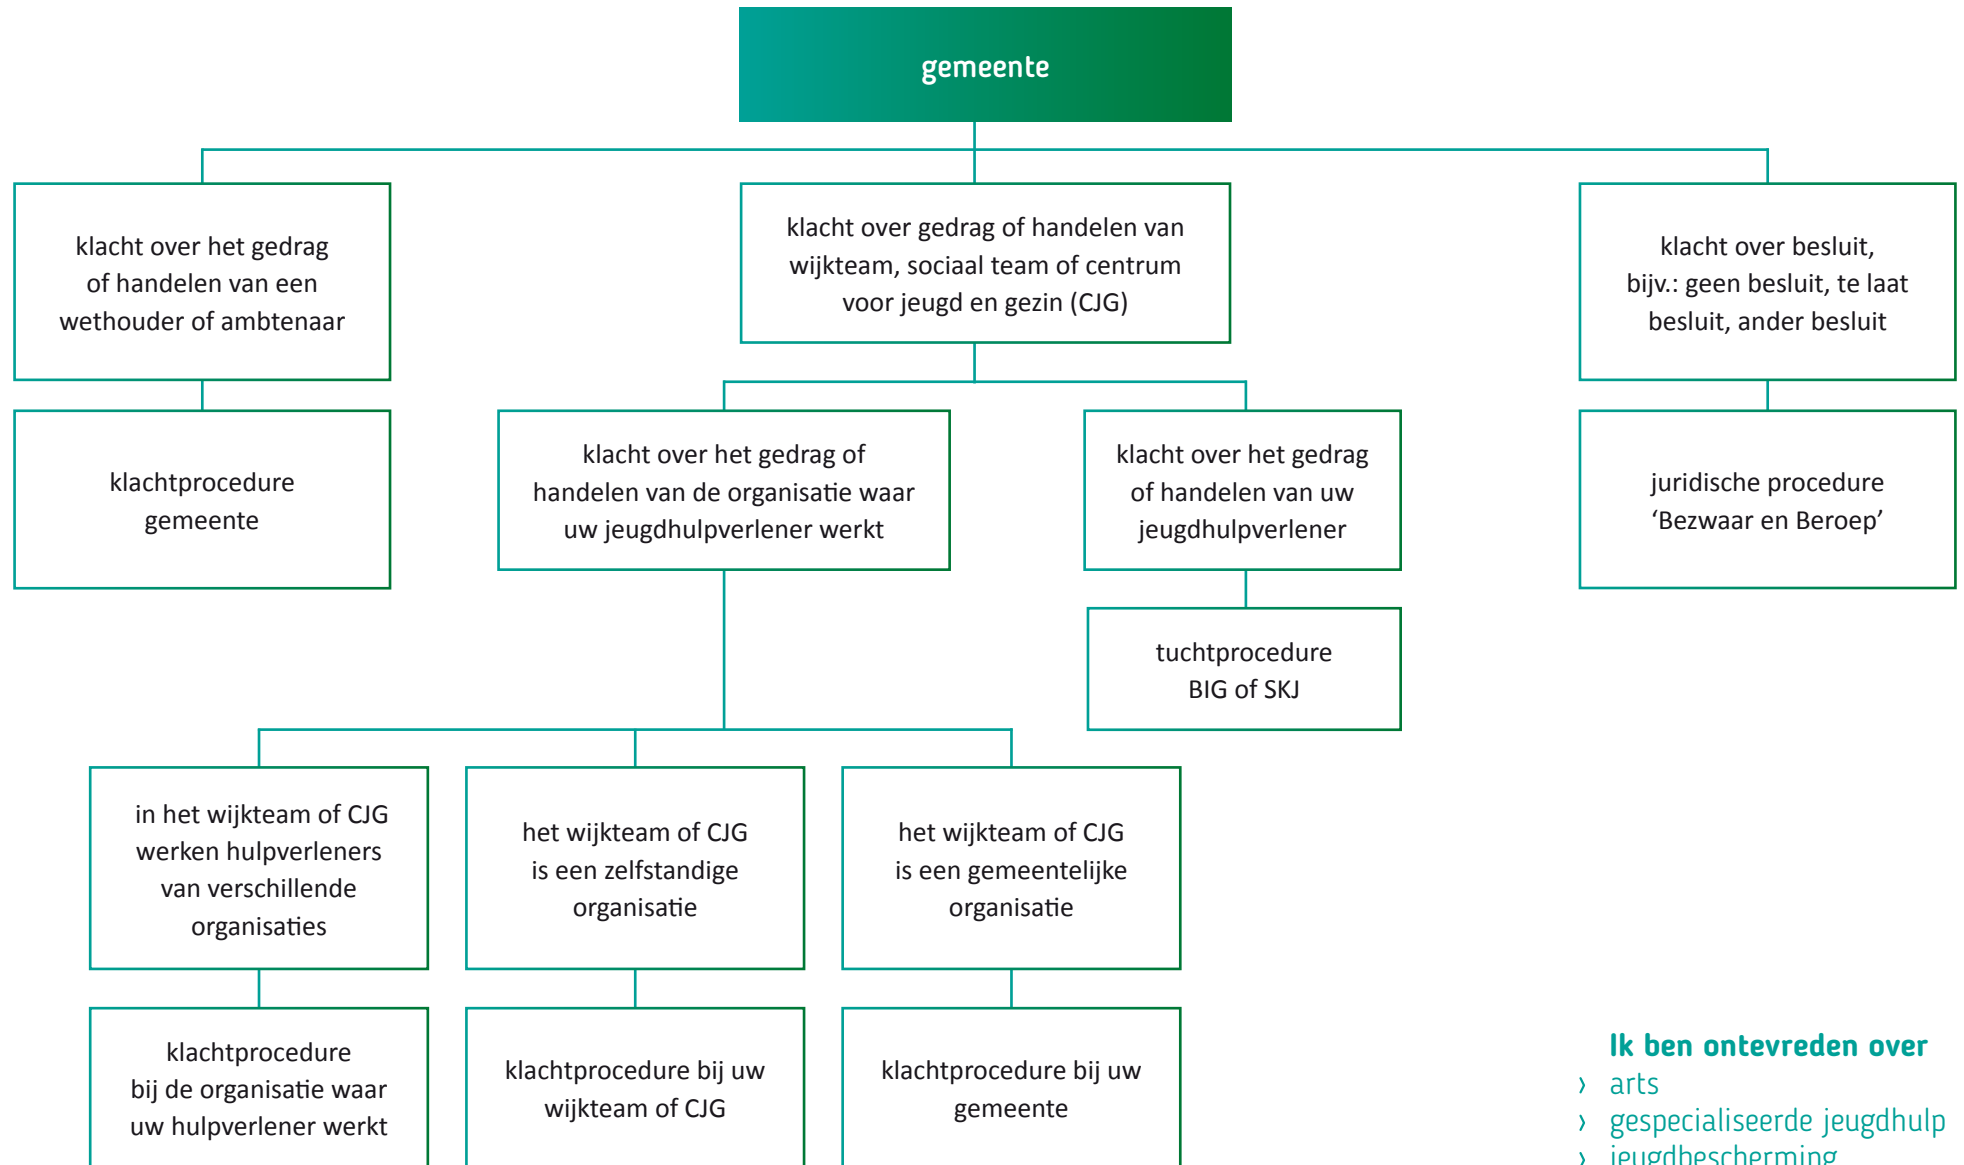 gemeente
klacht over het gedrag
of handelen van een
wethouder of ambtenaar
klacht over gedrag of handelen van
wijkteam, sociaal team of centrum
voor jeugd en gezin (CJG)
klacht over besluit,
bijv.: geen besluit, te laat
besluit, ander besluit
klachtprocedure
gemeente
klacht over het gedrag of
handelen van de organisatie waar
uw jeugdhulpverlener werkt
klacht over het gedrag
of handelen van uw
jeugdhulpverlener
juridische procedure
‘Bezwaar en Beroep’
tuchtprocedure
BIG of SKJ
in het wijkteam of CJG
werken hulpverleners
van verschillende
organisaties
het wijkteam of CJG
is een zelfstandige
organisatie
het wijkteam of CJG
is een gemeentelijke
organisatie
klachtprocedure
bij de organisatie waar
uw hulpverlener werkt
klachtprocedure bij uw
wijkteam of CJG
klachtprocedure bij uw
gemeente
Ik ben ontevreden over
› arts
› gespecialiseerde jeugdhulp
› jeugdbescherming